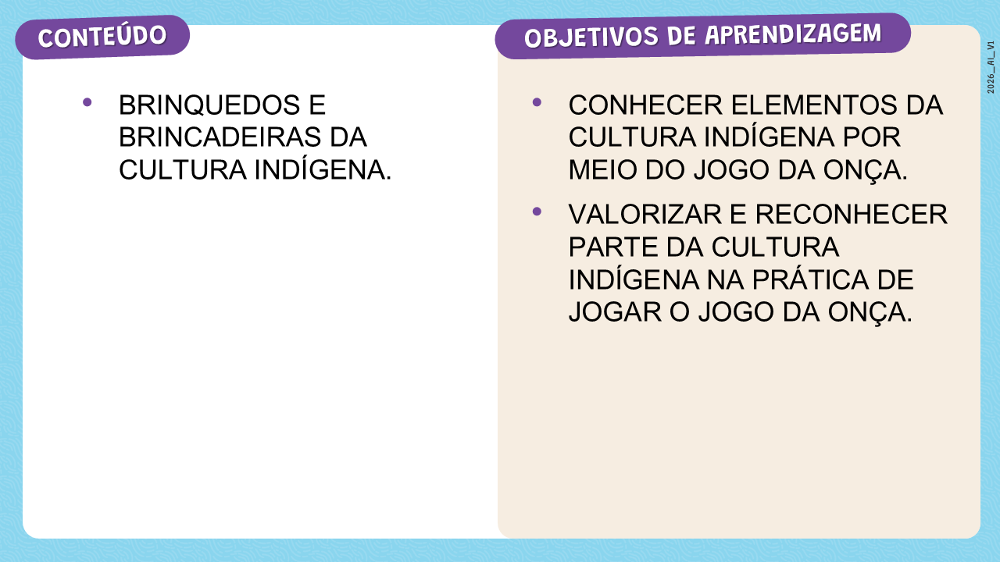 CONTEÚDO
• BRINQUEDOS E
BRINCADEIRAS DA
CULTURA INDÍGENA.
OBJETIVOS DE APRENDIZAGEM
• CONHECER ELEMENTOS DA
CULTURA INDÍGENA POR
MEIO DO JOGO DA ONÇA.
• VALORIZAR E RECONHECER
PARTE DA CULTURA
INDÍGENA NA PRÁTICA DE
JOGAR O JOGO DA ONÇA.
2026_AI_V1